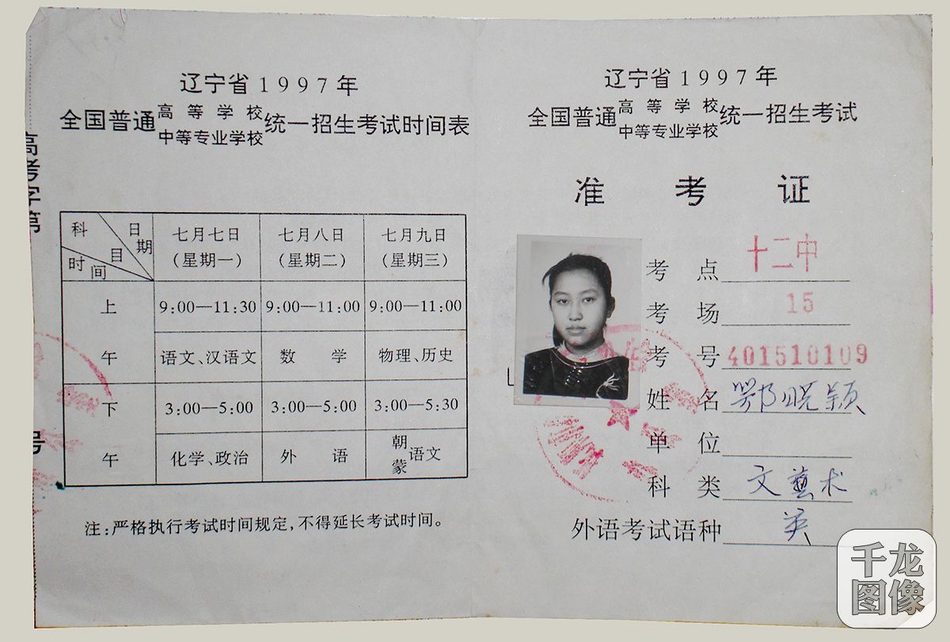 高考字第
号
辽宁省1997年
全国普通高等学校中等专业学校统一招生考试时间表
科目 日期 时间
七月七日(星期一) 七月八日(星期二) 七月九日(星期三)
上午
9:00—11:30 9:00—11:00 9:00—11:00
语文、汉语文 数学 物理、历史
下午
3:00—5:00 3:00—5:00 3:00—5:30
化学、政治 外语 朝蒙语文
注:严格执行考试时间规定,不得延长考试时间。
辽宁省1997年
全国普通高等学校中等专业学校统一招生考试
准考证
考点 十二中
考场 15
考号 401510109
姓名 鄂晓颖
单位
科类 文艺术
外语考试语种 英
千龙图像